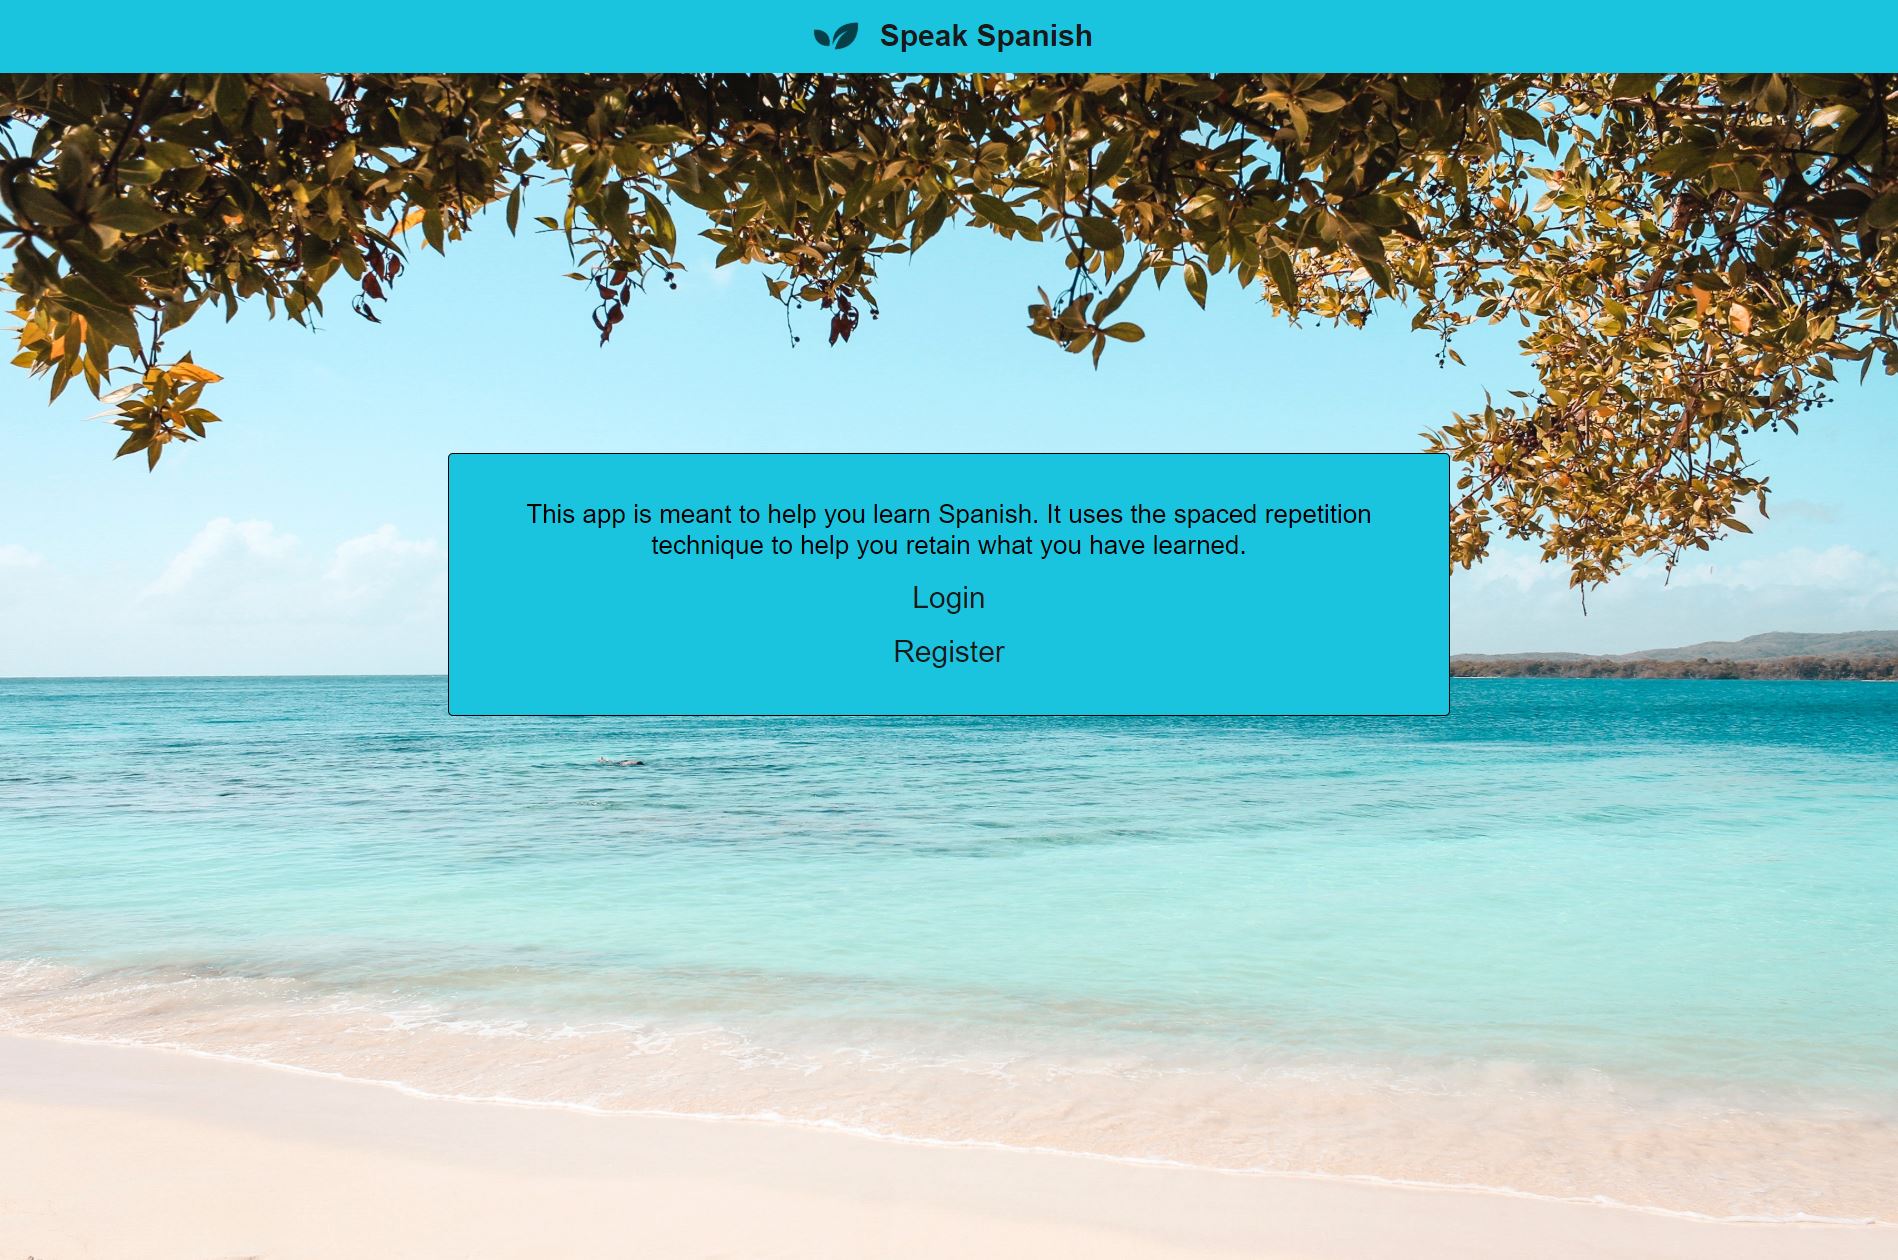 Speak Spanish
This app is meant to help you learn Spanish. It uses the spaced repetition
technique to help you retain what you have learned.
Login
Register